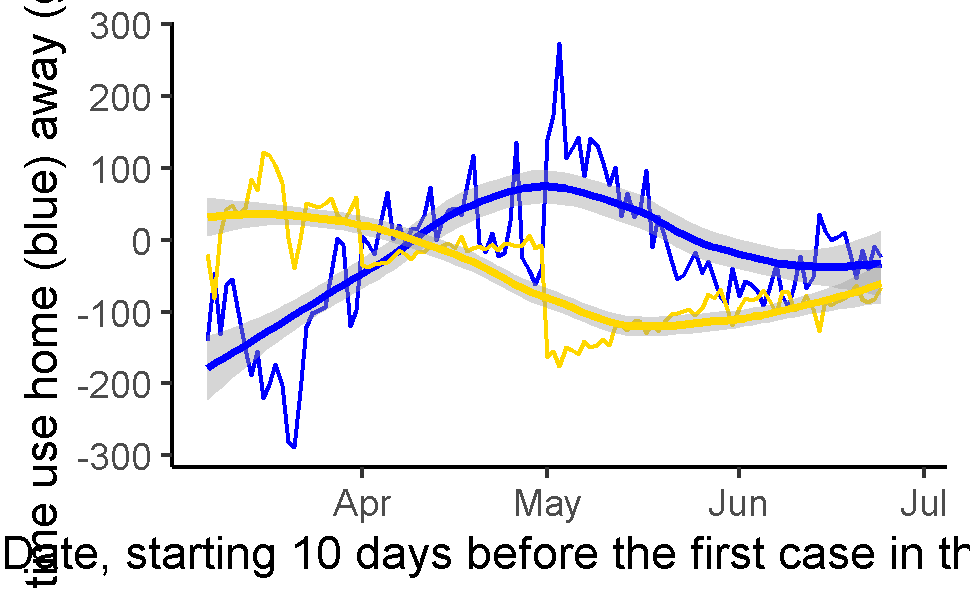 time use home (blue) away (
300
200
100
0
-100
-200
-300
Apr May Jun Jul
Date, starting 10 days before the first case in th